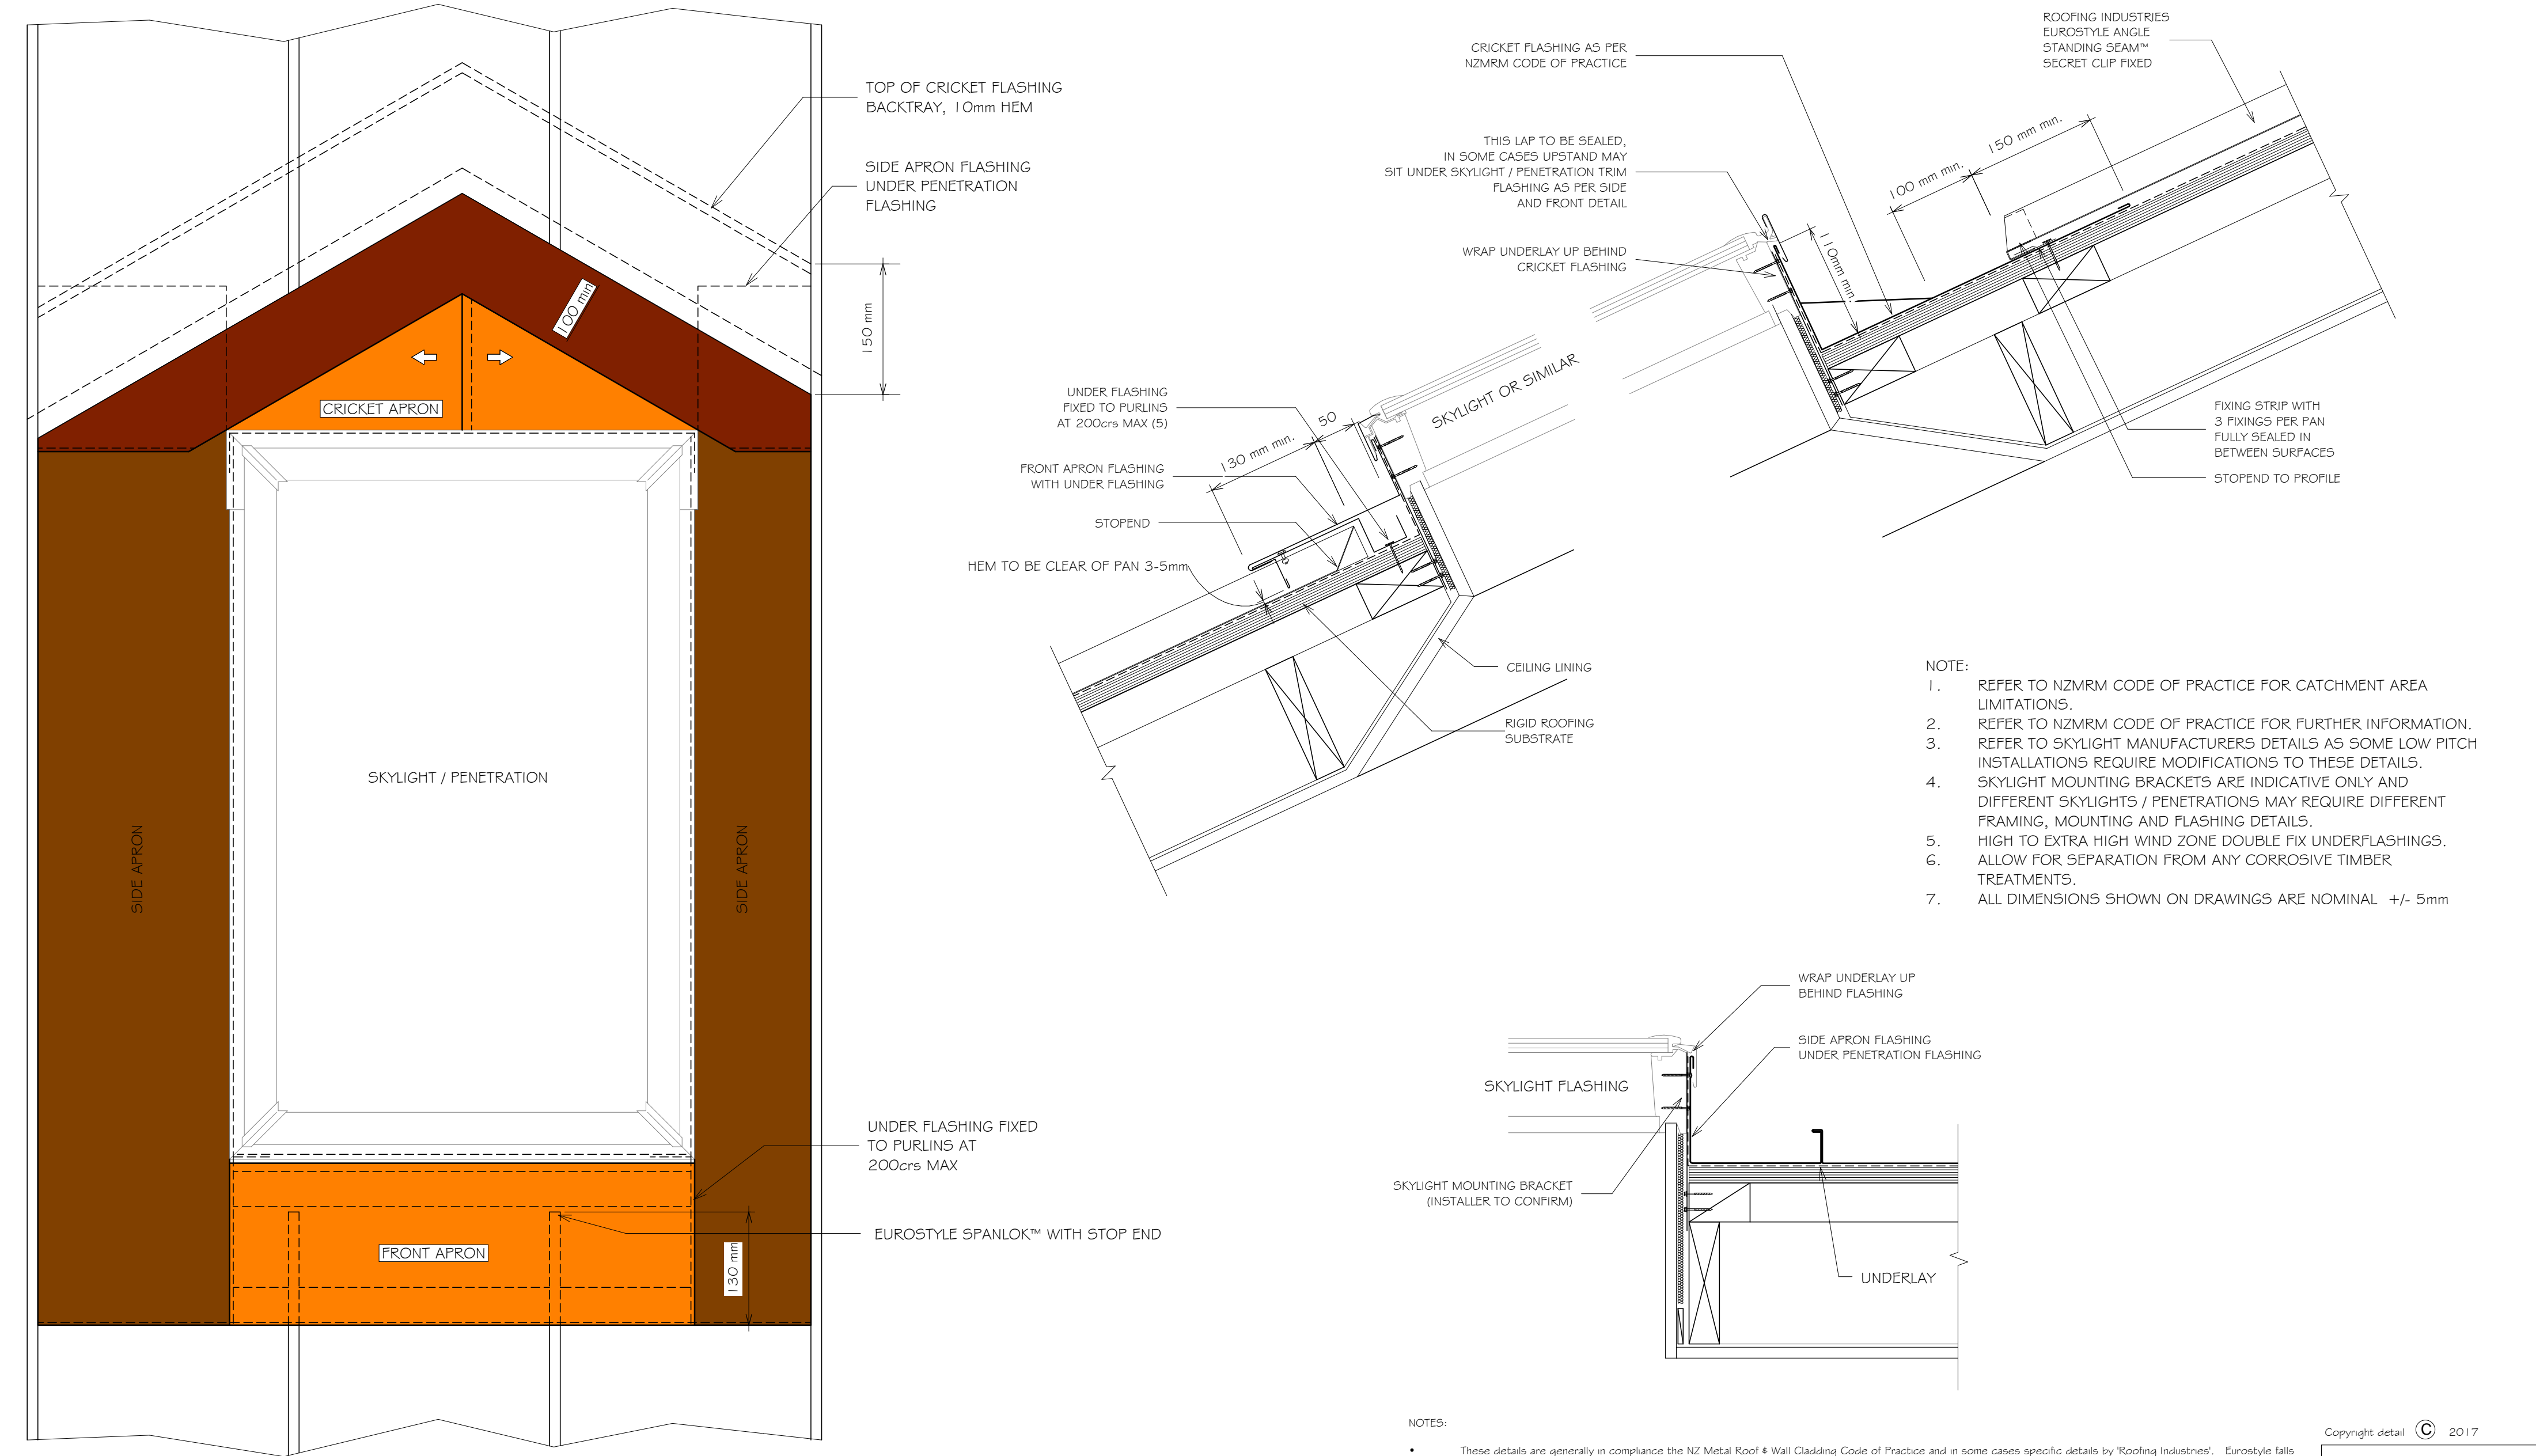 TOP OF CRICKET FLASHING
BACKTRAY, 10mm HEM
SIDE APRON FLASHING
UNDER PENETRATION
FLASHING
100 min
150 mm
CRICKET APRON
SKYLIGHT / PENETRATION
SIDE APRON
SIDE APRON
UNDER FLASHING FIXED
TO PURLINS AT
200crs MAX
EUROSTYLE SPANLOK™ WITH STOP END
FRONT APRON
130 mm
CRICKET FLASHING AS PER
NZMRM CODE OF PRACTICE
ROOFING INDUSTRIES
EUROSTYLE ANGLE
STANDING SEAM™
SECRET CLIP FIXED
THIS LAP TO BE SEALED,
IN SOME CASES UPSTAND MAY
SIT UNDER SKYLIGHT / PENETRATION TRIM
FLASHING AS PER SIDE
AND FRONT DETAIL
WRAP UNDERLAY UP BEHIND
CRICKET FLASHING
100 mm min.
150 mm min.
110mm min.
FIXING STRIP WITH
3 FIXINGS PER PAN
FULLY SEALED IN
BETWEEN SURFACES
STOPEND TO PROFILE
UNDER FLASHING
FIXED TO PURLINS
AT 200crs MAX (5)
FRONT APRON FLASHING
WITH UNDER FLASHING
STOPEND
HEM TO BE CLEAR OF PAN 3-5mm
130 mm min.
50
SKYLIGHT OR SIMILAR
CEILING LINING
RIGID ROOFING
SUBSTRATE
NOTE:
1. REFER TO NZMRM CODE OF PRACTICE FOR CATCHMENT AREA
LIMITATIONS.
2. REFER TO NZMRM CODE OF PRACTICE FOR FURTHER INFORMATION.
3. REFER TO SKYLIGHT MANUFACTURERS DETAILS AS SOME LOW PITCH
INSTALLATIONS REQUIRE MODIFICATIONS TO THESE DETAILS.
4. SKYLIGHT MOUNTING BRACKETS ARE INDICATIVE ONLY AND
DIFFERENT SKYLIGHTS / PENETRATIONS MAY REQUIRE DIFFERENT
FRAMING, MOUNTING AND FLASHING DETAILS.
5. HIGH TO EXTRA HIGH WIND ZONE DOUBLE FIX UNDERFLASHINGS.
6. ALLOW FOR SEPARATION FROM ANY CORROSIVE TIMBER
TREATMENTS.
7. ALL DIMENSIONS SHOWN ON DRAWINGS ARE NOMINAL +/- 5mm
WRAP UNDERLAY UP
BEHIND FLASHING
SIDE APRON FLASHING
UNDER PENETRATION FLASHING
SKYLIGHT FLASHING
SKYLIGHT MOUNTING BRACKET
(INSTALLER TO CONFIRM)
UNDERLAY
NOTES:
Copyright detail © 2017
• These details are generally in compliance the NZ Metal Roof & Wall Cladding Code of Practice and in some cases specific details by 'Roofing Industries'. Eurostyle falls